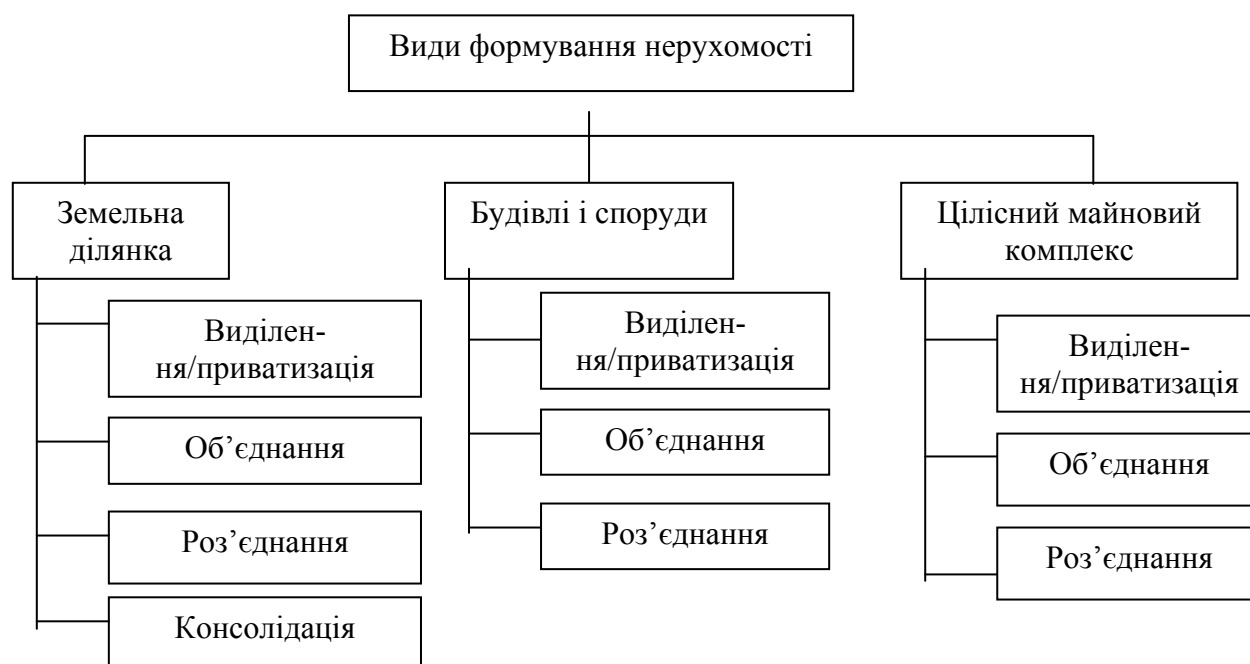 Види формування нерухомості
Земельна
ділянка
Виділен-
ня/приватизація
Об’єднання
Роз’єднання
Консолідація
Будівлі і споруди
Виділен-
ня/приватизація
Об’єднання
Роз’єднання
Цілісний майновий
комплекс
Виділен-
ня/приватизація
Об’єднання
Роз’єднання